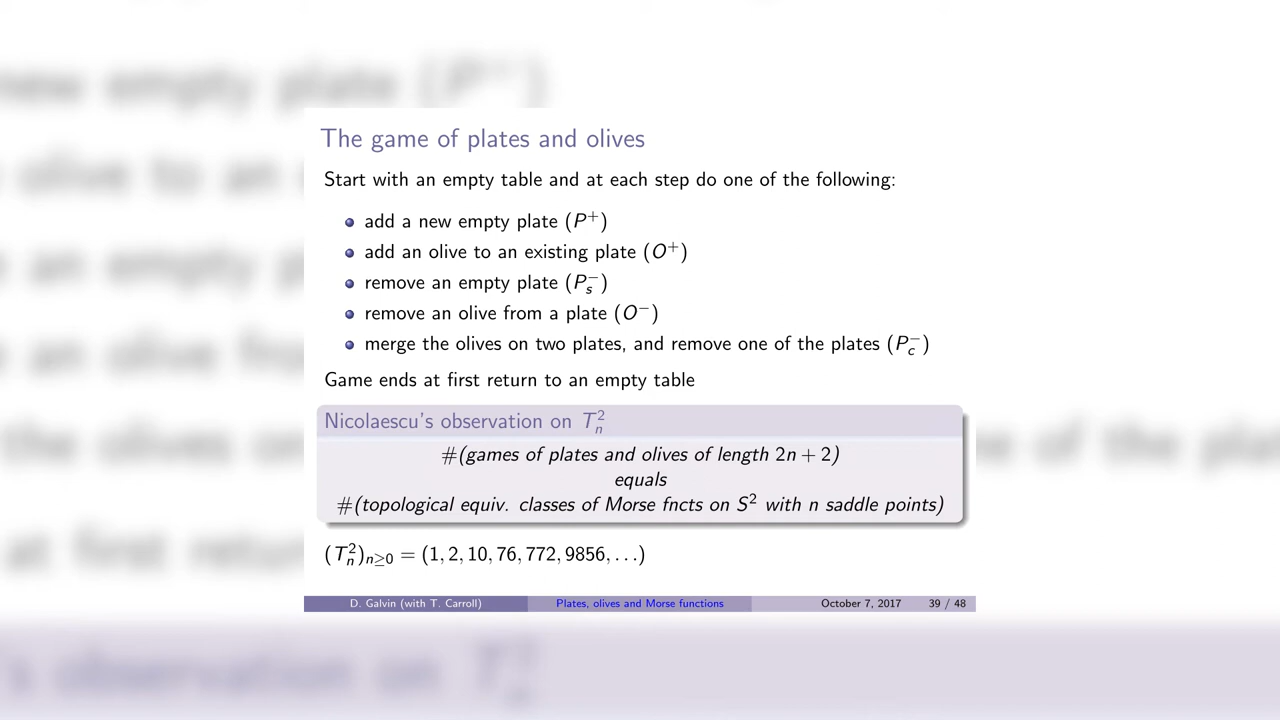 The game of plates and olives
Start with an empty table and at each step do one of the following:
add a new empty plate (P⁺)
add an olive to an existing plate (O⁺)
remove an empty plate (Pₛ⁻)
remove an olive from a plate (O⁻)
merge the olives on two plates, and remove one of the plates (P_c⁻)
Game ends at first return to an empty table
Nicolaescu's observation on Tₙ²
#(games of plates and olives of length 2n + 2)
equals
#(topological equiv. classes of Morse fncts on S² with n saddle points)
(Tₙ²)ₙ≥₀ = (1, 2, 10, 76, 772, 9856, . . .)
D. Galvin (with T. Carroll) Plates, olives and Morse functions October 7, 2017 39 / 48